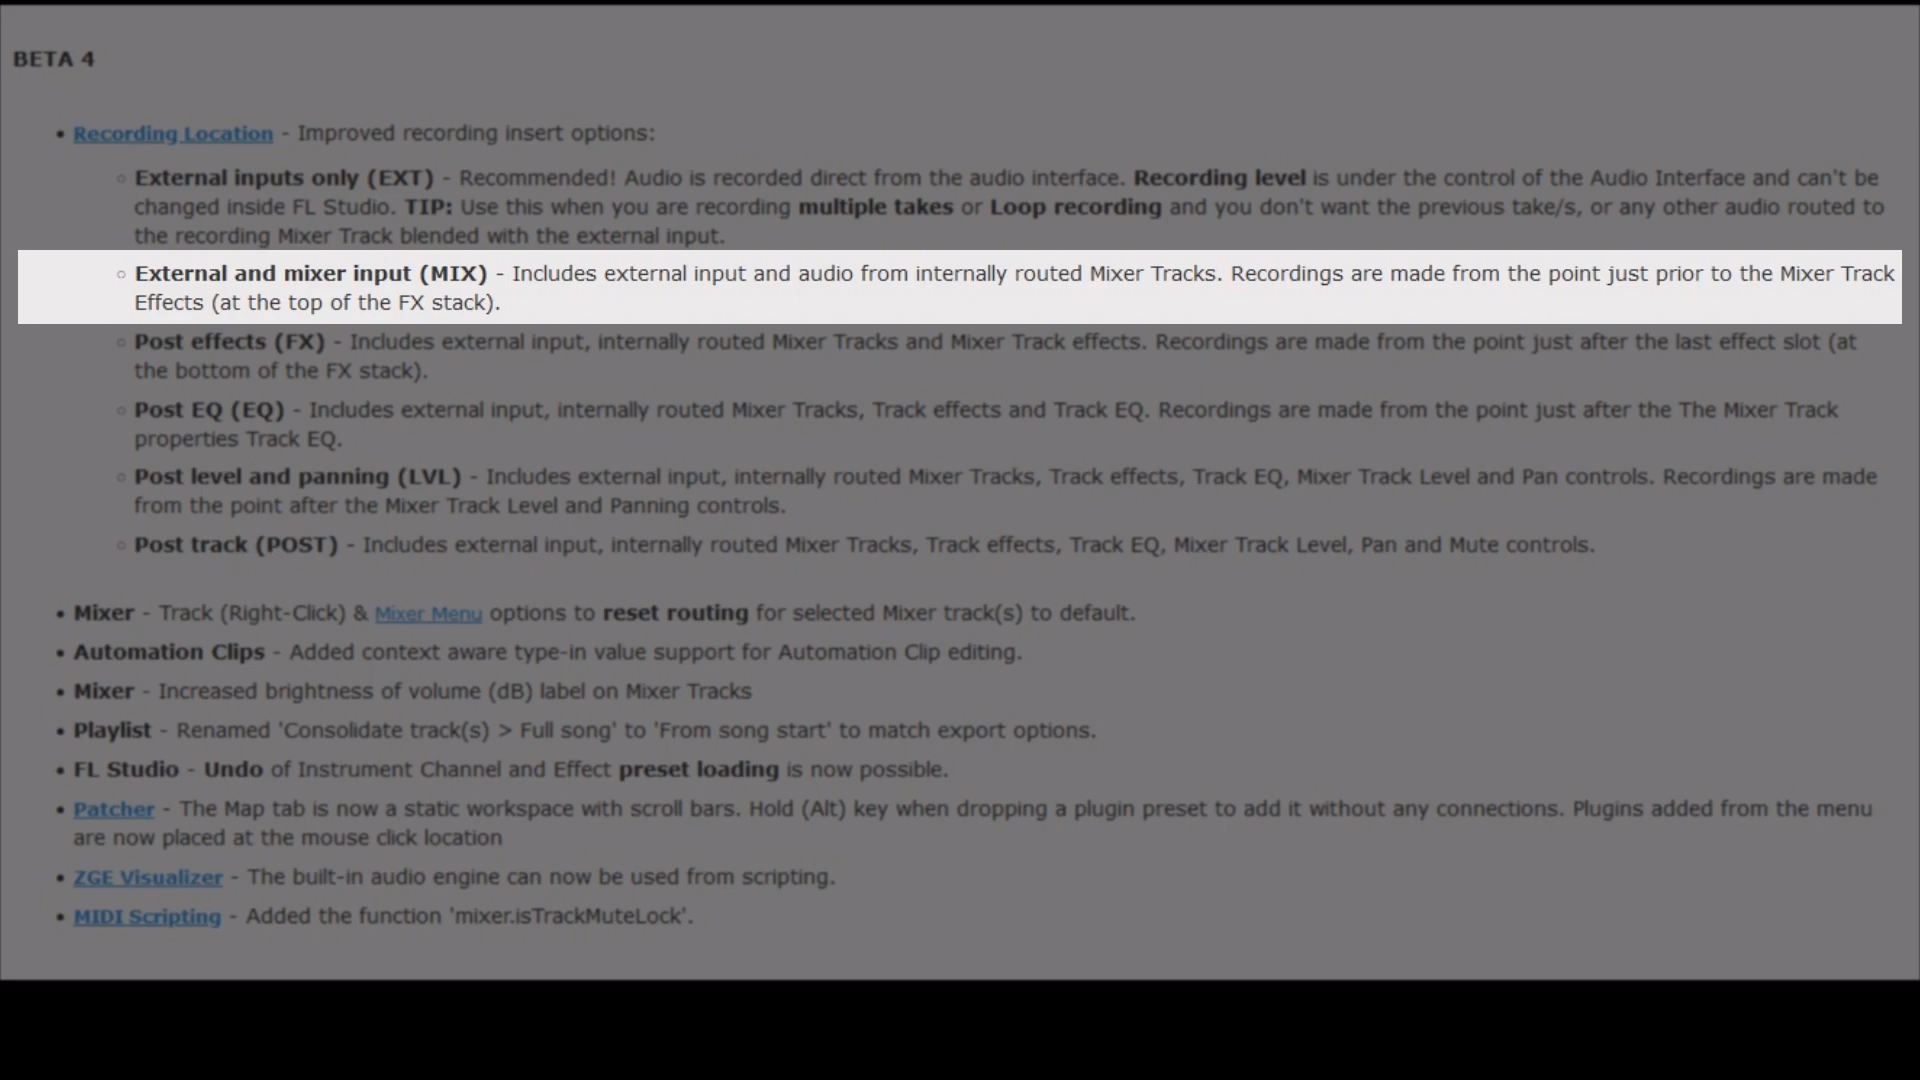 BETA 4
• Recording Location - Improved recording insert options:
○ External inputs only (EXT) - Recommended! Audio is recorded direct from the audio interface. Recording level is under the control of the Audio Interface and can't be
changed inside FL Studio. TIP: Use this when you are recording multiple takes or Loop recording and you don't want the previous take/s, or any other audio routed to
the recording Mixer Track blended with the external input.
○ External and mixer input (MIX) - Includes external input and audio from internally routed Mixer Tracks. Recordings are made from the point just prior to the Mixer Track
Effects (at the top of the FX stack).
○ Post effects (FX) - Includes external input, internally routed Mixer Tracks and Mixer Track effects. Recordings are made from the point just after the last effect slot (at
the bottom of the FX stack).
○ Post EQ (EQ) - Includes external input, internally routed Mixer Tracks, Track effects and Track EQ. Recordings are made from the point just after the The Mixer Track
properties Track EQ.
○ Post level and panning (LVL) - Includes external input, internally routed Mixer Tracks, Track effects, Track EQ, Mixer Track Level and Pan controls. Recordings are made
from the point after the Mixer Track Level and Panning controls.
○ Post track (POST) - Includes external input, internally routed Mixer Tracks, Track effects, Track EQ, Mixer Track Level, Pan and Mute controls.
• Mixer - Track (Right-Click) & Mixer Menu options to reset routing for selected Mixer track(s) to default.
• Automation Clips - Added context aware type-in value support for Automation Clip editing.
• Mixer - Increased brightness of volume (dB) label on Mixer Tracks
• Playlist - Renamed 'Consolidate track(s) > Full song' to 'From song start' to match export options.
• FL Studio - Undo of Instrument Channel and Effect preset loading is now possible.
• Patcher - The Map tab is now a static workspace with scroll bars. Hold (Alt) key when dropping a plugin preset to add it without any connections. Plugins added from the menu
are now placed at the mouse click location
• ZGE Visualizer - The built-in audio engine can now be used from scripting.
• MIDI Scripting - Added the function 'mixer.isTrackMuteLock'.